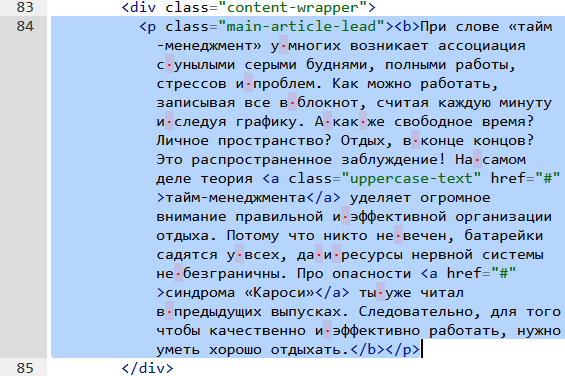 83 <div class="content-wrapper">
84 <p class="main-article-lead"><b>При слове «тайм
-менеджмент» у·многих возникает ассоциация
с·унылыми серыми буднями, полными работы,
стрессов и·проблем. Как можно работать,
записывая все в·блокнот, считая каждую минуту
и·следуя графику. А·как·же свободное время?
Личное пространство? Отдых, в·конце концов?
Это распространенное заблуждение! На·самом
деле теория <a class="uppercase-text" href="#"
>тайм-менеджмента</a> уделяет огромное
внимание правильной и·эффективной организации
отдыха. Потому что никто не·вечен, батарейки
садятся у·всех, да·и·ресурсы нервной системы
не·безграничны. Про опасности <a href="#"
>синдрома «Кароси»</a> ты·уже читал
в·предыдущих выпусках. Следовательно, для того
чтобы качественно и·эффективно работать, нужно
уметь хорошо отдыхать.</b></p>
85 </div>